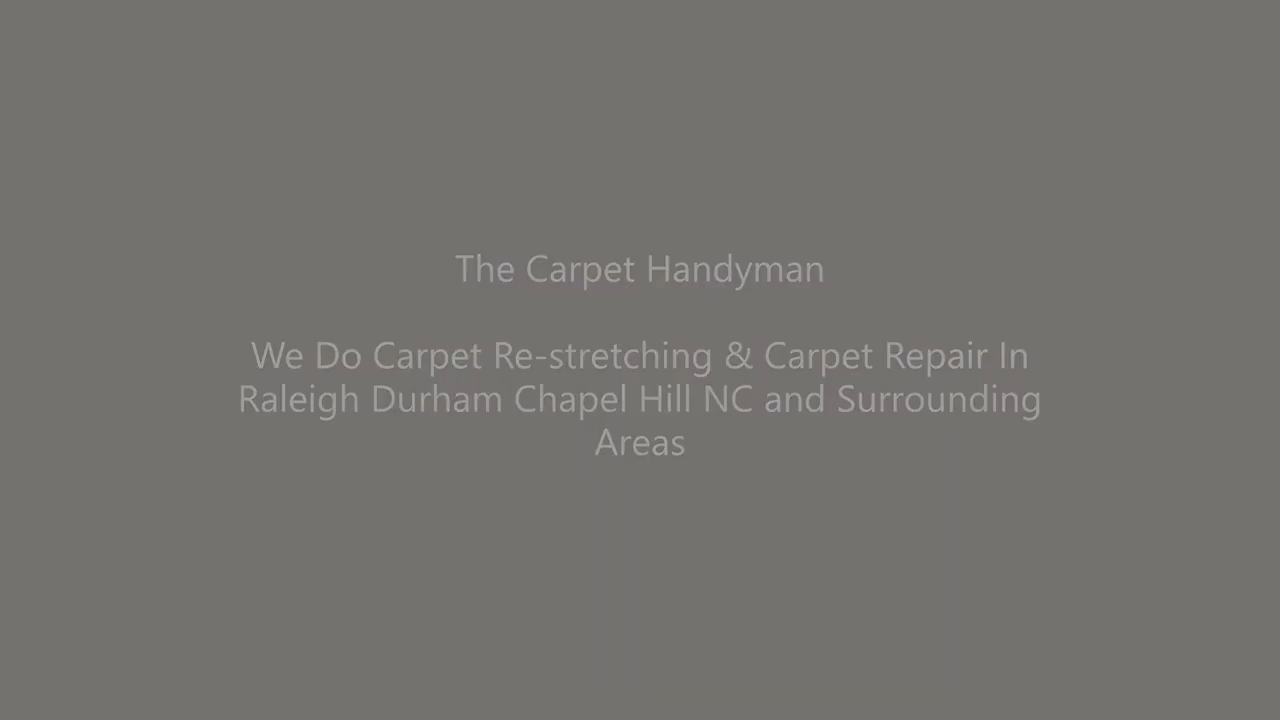 The Carpet Handyman
We Do Carpet Re-stretching & Carpet Repair In
Raleigh Durham Chapel Hill NC and Surrounding
Areas